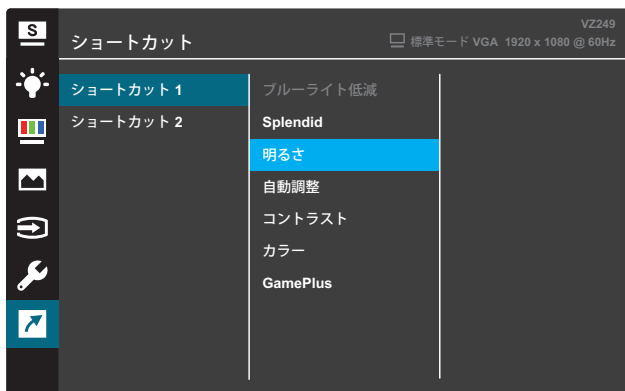 S
VZ249
ショートカット
標準モード VGA 1920 x 1080 @ 60Hz
ショートカット 1
ショートカット 2
ブルーライト低減
Splendid
明るさ
自動調整
コントラスト
カラー
GamePlus